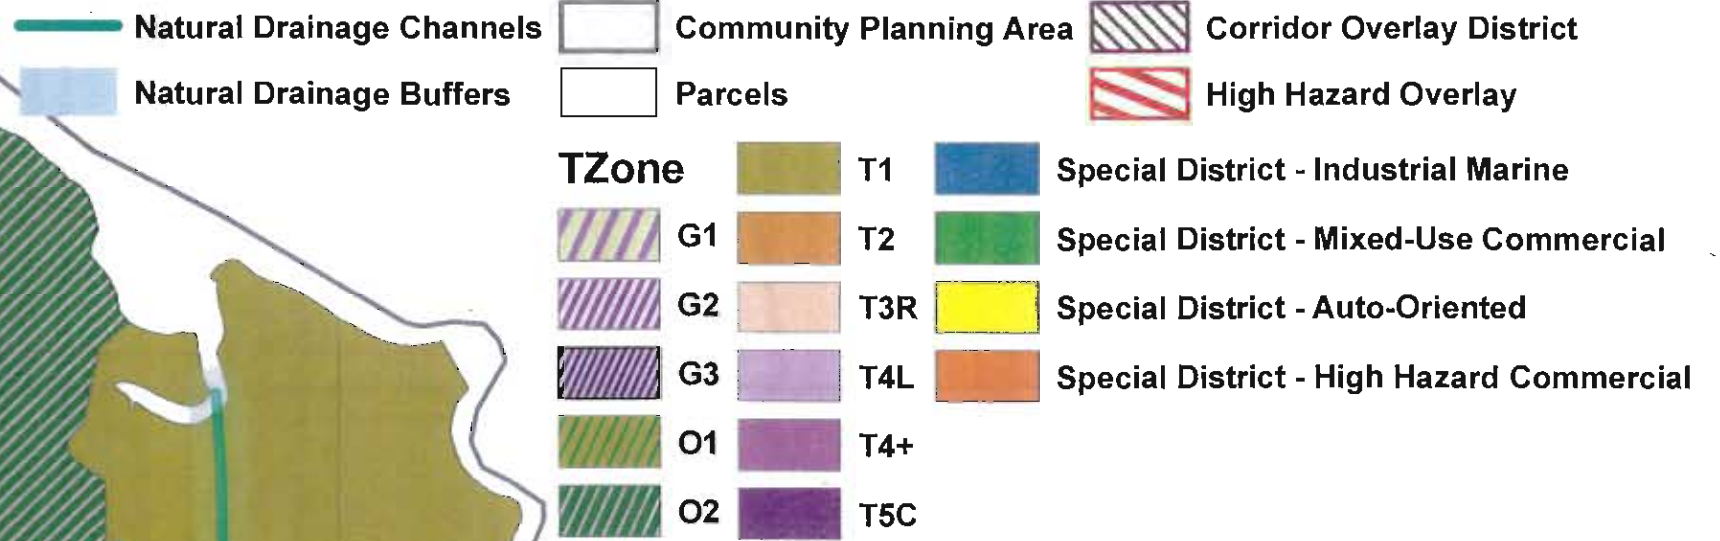 Natural Drainage Channels Community Planning Area Corridor Overlay District
Natural Drainage Buffers Parcels High Hazard Overlay
TZone T1 Special District - Industrial Marine
G1 T2 Special District - Mixed-Use Commercial
G2 T3R Special District - Auto-Oriented
G3 T4L Special District - High Hazard Commercial
O1 T4+
O2 T5C